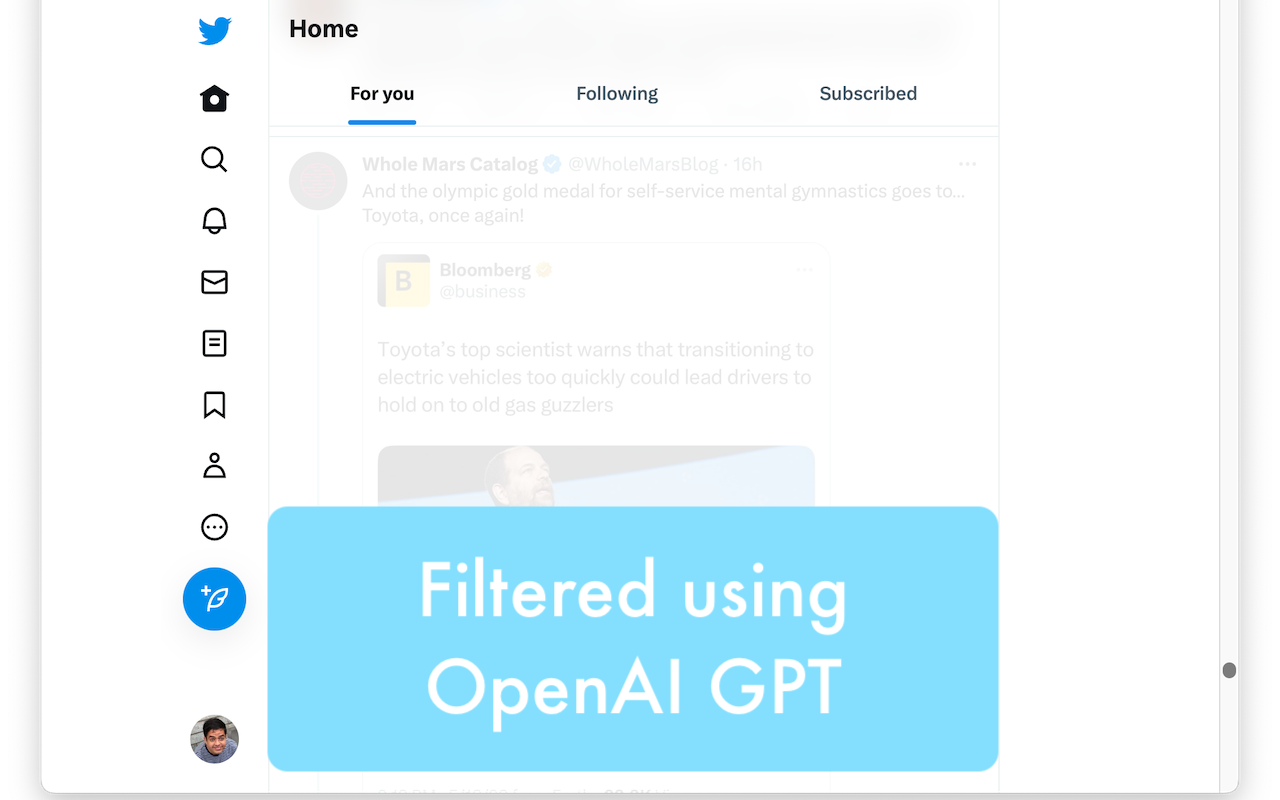 Home
For you
Following
Subscribed
Whole Mars Catalog @WholeMarsBlog · 16h
And the olympic gold medal for self-service mental gymnastics goes to...
Toyota, once again!
B
Bloomberg
@business
Toyota's top scientist warns that transitioning to
electric vehicles too quickly could lead drivers to
hold on to old gas guzzlers
Filtered using
OpenAI GPT